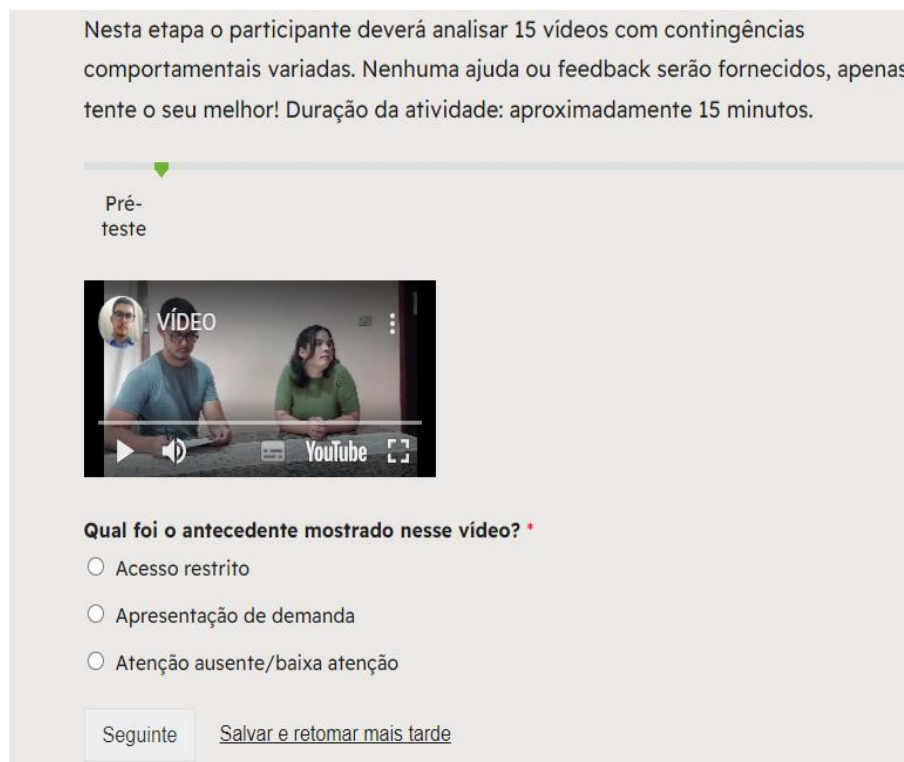 Nesta etapa o participante deverá analisar 15 vídeos com contingências
comportamentais variadas. Nenhuma ajuda ou feedback serão fornecidos, apenas
tente o seu melhor! Duração da atividade: aproximadamente 15 minutos.
Pré-
teste
VÍDEO
YouTube
Qual foi o antecedente mostrado nesse vídeo? *
Acesso restrito
Apresentação de demanda
Atenção ausente/baixa atenção
Seguinte Salvar e retomar mais tarde